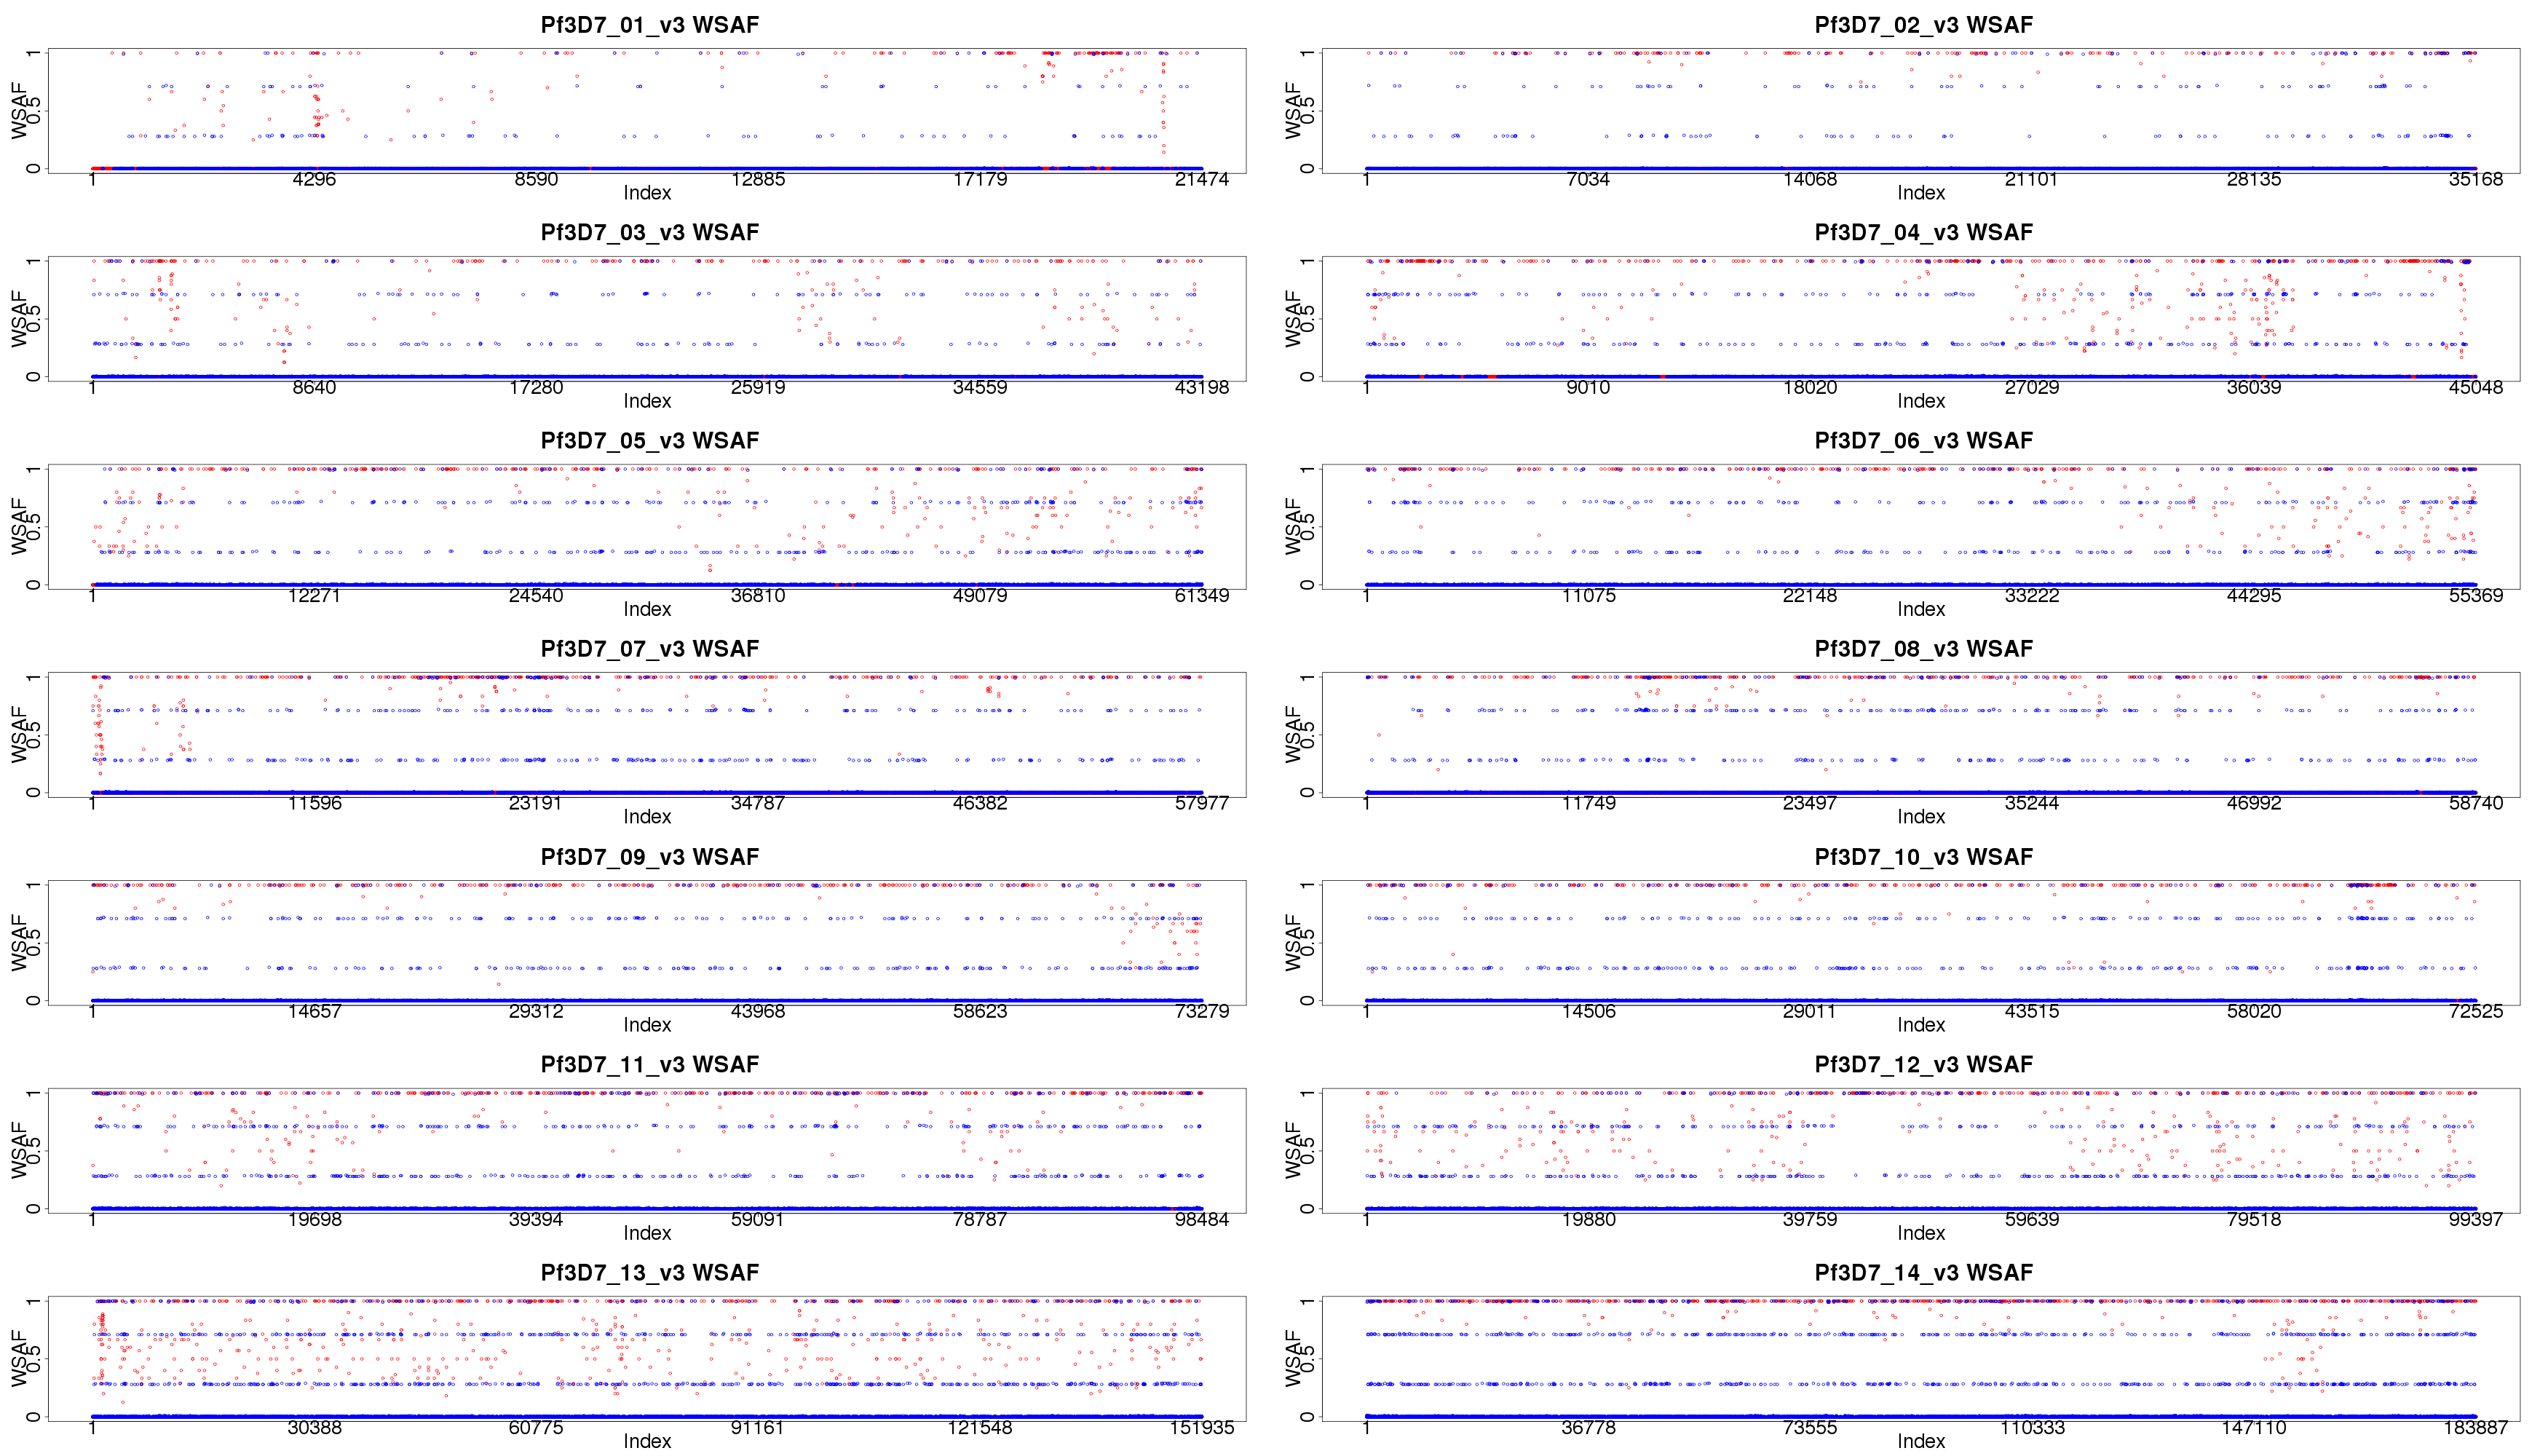 Pf3D7_01_v3 WSAF
WSAF
0 0.5 1
1 4296 8590 12885 17179 21474
Index
Pf3D7_02_v3 WSAF
WSAF
0 0.5 1
1 7034 14068 21101 28135 35168
Index
Pf3D7_03_v3 WSAF
WSAF
0 0.5 1
1 8640 17280 25919 34559 43198
Index
Pf3D7_04_v3 WSAF
WSAF
0 0.5 1
1 9010 18020 27029 36039 45048
Index
Pf3D7_05_v3 WSAF
WSAF
0 0.5 1
1 12271 24540 36810 49079 61349
Index
Pf3D7_06_v3 WSAF
WSAF
0 0.5 1
1 11075 22148 33222 44295 55369
Index
Pf3D7_07_v3 WSAF
WSAF
0 0.5 1
1 11596 23191 34787 46382 57977
Index
Pf3D7_08_v3 WSAF
WSAF
0 0.5 1
1 11749 23497 35244 46992 58740
Index
Pf3D7_09_v3 WSAF
WSAF
0 0.5 1
1 14657 29312 43968 58623 73279
Index
Pf3D7_10_v3 WSAF
WSAF
0 0.5 1
1 14506 29011 43515 58020 72525
Index
Pf3D7_11_v3 WSAF
WSAF
0 0.5 1
1 19698 39394 59091 78787 98484
Index
Pf3D7_12_v3 WSAF
WSAF
0 0.5 1
1 19880 39759 59639 79518 99397
Index
Pf3D7_13_v3 WSAF
WSAF
0 0.5 1
1 30388 60775 91161 121548 151935
Index
Pf3D7_14_v3 WSAF
WSAF
0 0.5 1
1 36778 73555 110333 147110 183887
Index